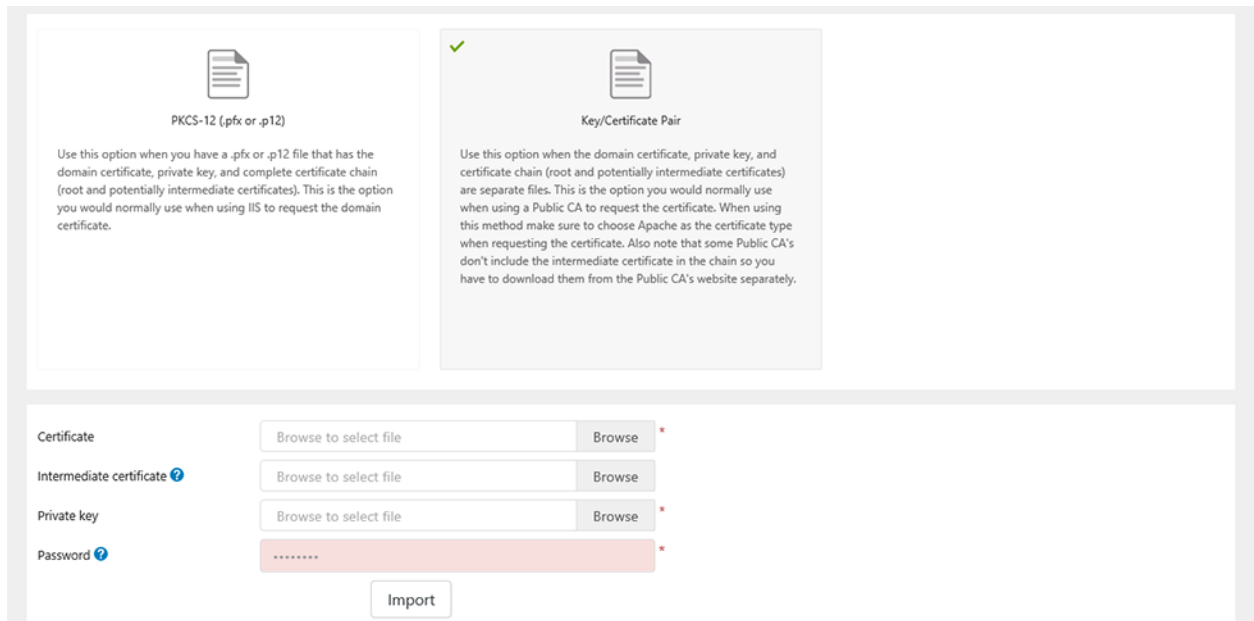 PKCS-12 (.pfx or .p12)
Use this option when you have a .pfx or .p12 file that has the
domain certificate, private key, and complete certificate chain
(root and potentially intermediate certificates). This is the option
you would normally use when using IIS to request the domain
certificate.
Key/Certificate Pair
Use this option when the domain certificate, private key, and
certificate chain (root and potentially intermediate certificates)
are separate files. This is the option you would normally use
when using a Public CA to request the certificate. When using
this method make sure to choose Apache as the certificate type
when requesting the certificate. Also note that some Public CA's
don't include the intermediate certificate in the chain so you
have to download them from the Public CA's website separately.
Certificate Browse to select file Browse *
Intermediate certificate ? Browse to select file Browse
Private key Browse to select file Browse *
Password ? •••••••• *
Import